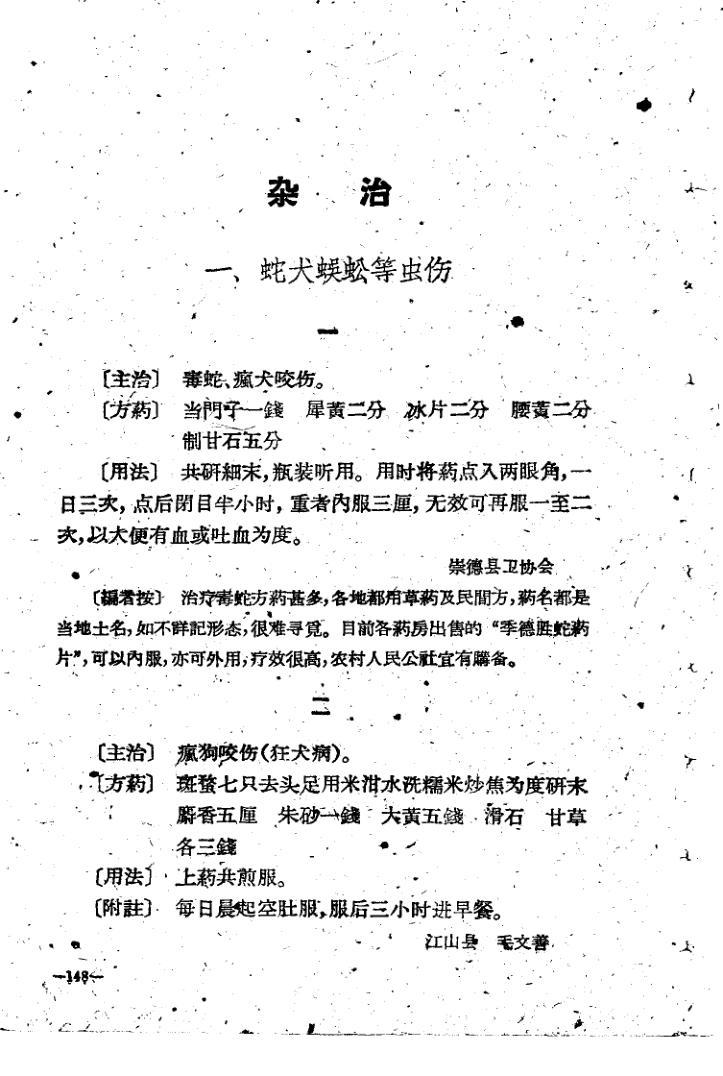 杂 治
一、蛇犬蜈蚣等虫伤
一
〔主治〕 毒蛇、瘋犬咬伤。
〔方葯〕 当門子一錢 犀黃二分 冰片二分 腰黃二分
制甘石五分
〔用法〕 共研細末,瓶装听用。用时将葯点入两眼角,一
日三次,点后閉目半小时,重者内服三厘,无效可再服一至二
次,以大便有血或吐血为度。
崇德县卫协会
〔編者按〕 治疗毒蛇方葯甚多,各地都用草葯及民間方,葯名都是
当地土名,如不詳記形态,很难寻覓。目前各葯房出售的“季德胜蛇葯
片”,可以内服,亦可外用,疗效很高,农村人民公社宜有購备。
二
〔主治〕 瘋狗咬伤(狂犬病)。
〔方葯〕 斑蝥七只去头足用米泔水洗糯米炒焦为度研末
麝香五厘 朱砂一錢 大黃五錢 滑石 甘草
各三錢
〔用法〕 上葯共煎服。
〔附註〕 每日晨起空肚服,服后三小时进早餐。
江山县 毛文善
—148—